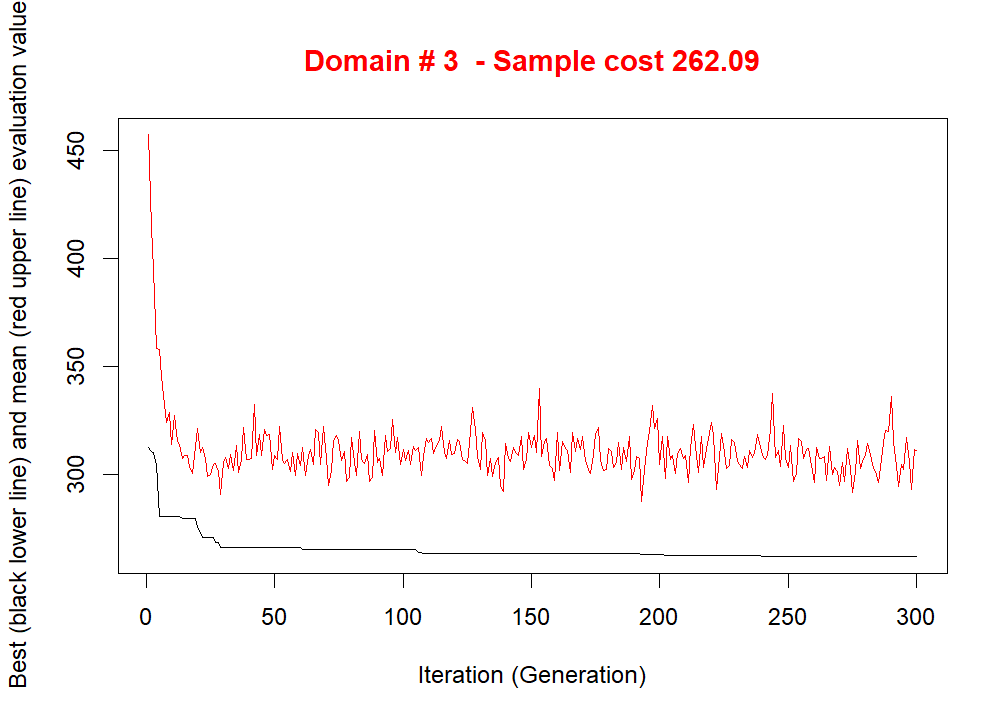 Domain # 3  - Sample cost 262.09
Best (black lower line) and mean (red upper line) evaluation value
450
400
350
300
0 50 100 150 200 250 300
Iteration (Generation)